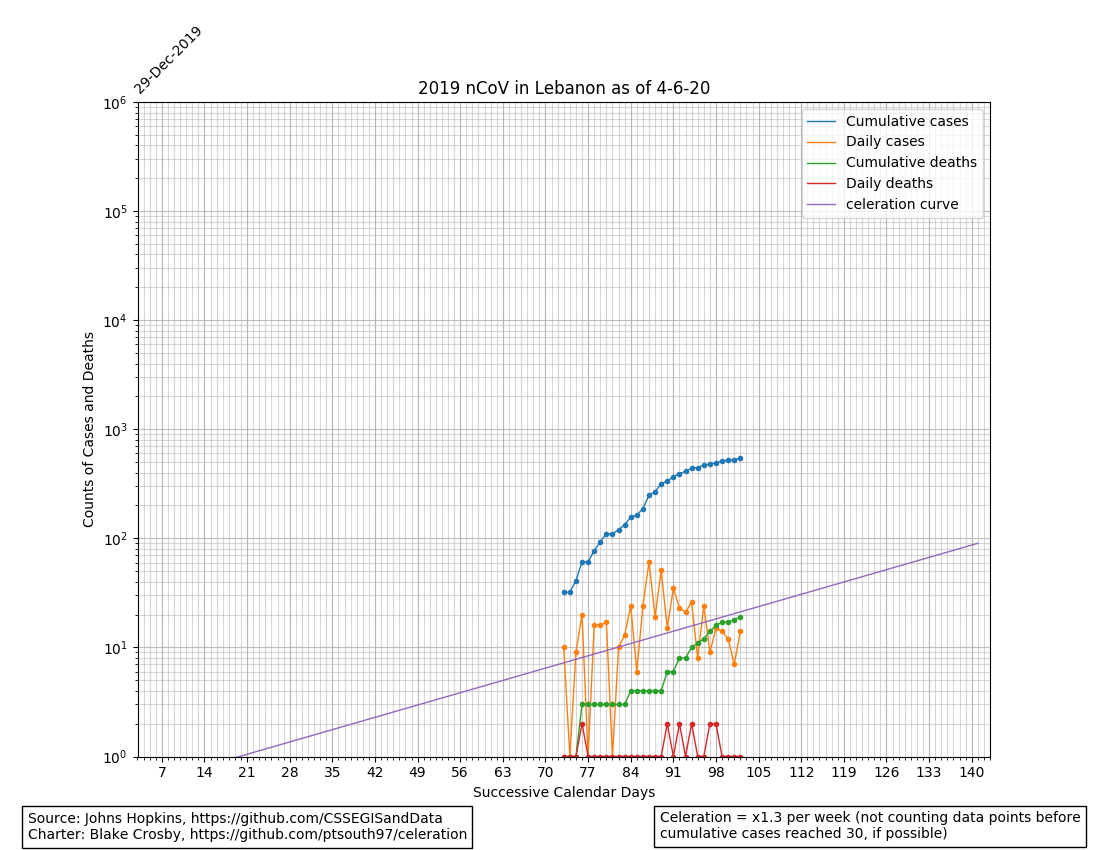 29-Dec-2019
2019 nCoV in Lebanon as of 4-6-20
10^6
10^5
10^4
10^3
10^2
10^1
10^0
Counts of Cases and Deaths
Cumulative cases
Daily cases
Cumulative deaths
Daily deaths
celeration curve
7 14 21 28 35 42 49 56 63 70 77 84 91 98 105 112 119 126 133 140
Successive Calendar Days
Source: Johns Hopkins, https://github.com/CSSEGISandData
Charter: Blake Crosby, https://github.com/ptsouth97/celeration
Celeration = x1.3 per week (not counting data points before
cumulative cases reached 30, if possible)